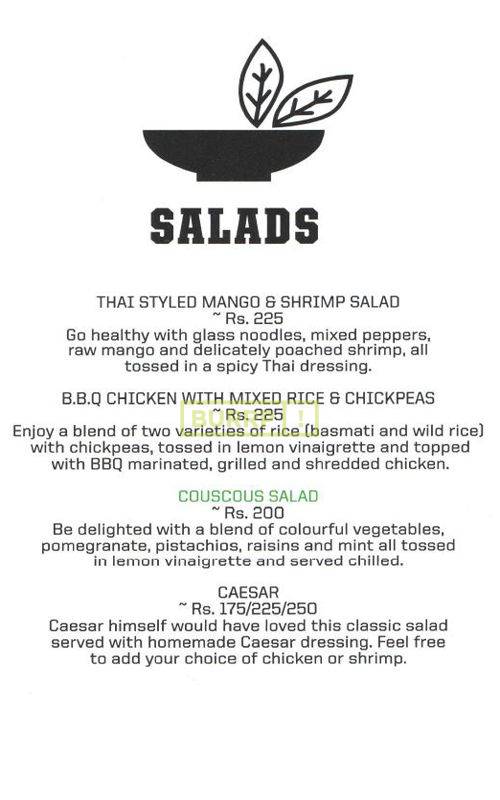 SALADS
THAI STYLED MANGO & SHRIMP SALAD
~ Rs. 225
Go healthy with glass noodles, mixed peppers,
raw mango and delicately poached shrimp, all
tossed in a spicy Thai dressing.
B.B.Q CHICKEN WITH MIXED RICE & CHICKPEAS
~ Rs. 225
BURRP!
Enjoy a blend of two varieties of rice (basmati and wild rice)
with chickpeas, tossed in lemon vinaigrette and topped
with BBQ marinated, grilled and shredded chicken.
COUSCOUS SALAD
~ Rs. 200
Be delighted with a blend of colourful vegetables,
pomegranate, pistachios, raisins and mint all tossed
in lemon vinaigrette and served chilled.
CAESAR
~ Rs. 175/225/250
Caesar himself would have loved this classic salad
served with homemade Caesar dressing. Feel free
to add your choice of chicken or shrimp.